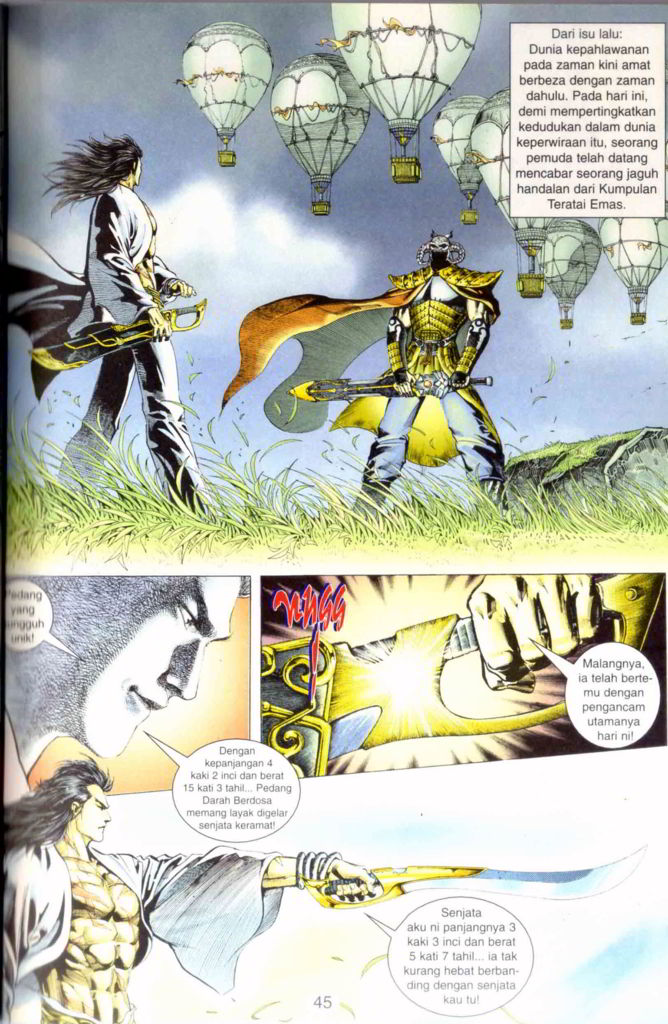 Dari isu lalu:
Dunia kepahlawanan
pada zaman kini amat
berbeza dengan zaman
dahulu. Pada hari ini,
demi mempertingkatkan
kedudukan dalam dunia
keperwiraan itu, seorang
pemuda telah datang
mencabar seorang jaguh
handalan dari Kumpulan
Teratai Emas.
Pedang
yang
sungguh
unik!
Dengan
kepanjangan 4
kaki 2 inci dan berat
15 kati 3 tahil... Pedang
Darah Berdosa
memang layak digelar
senjata keramat!
Malangnya,
ia telah berte-
mu dengan
pengancam
utamanya
hari ni!
Senjata
aku ni panjangnya 3
kaki 3 inci dan berat
5 kati 7 tahil... ia tak
kurang hebat berban-
ding dengan senjata
kau tu!
45